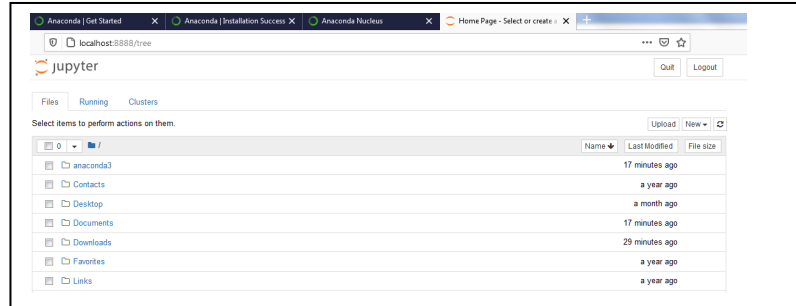 Anaconda | Get Started Anaconda | Installation Success Anaconda Nucleus Home Page - Select or create a
localhost:8888/tree
jupyter Quit Logout
Files Running Clusters
Select items to perform actions on them. Upload New
0 / Name Last Modified File size
anaconda3 17 minutes ago
Contacts a year ago
Desktop a month ago
Documents 17 minutes ago
Downloads 29 minutes ago
Favorites a year ago
Links a year ago